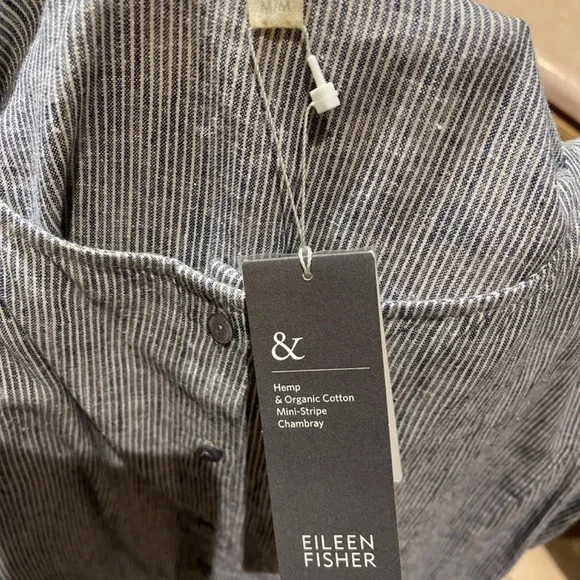 M/M
&
Hemp
& Organic Cotton
Mini-Stripe
Chambray
EILEEN
FISHER